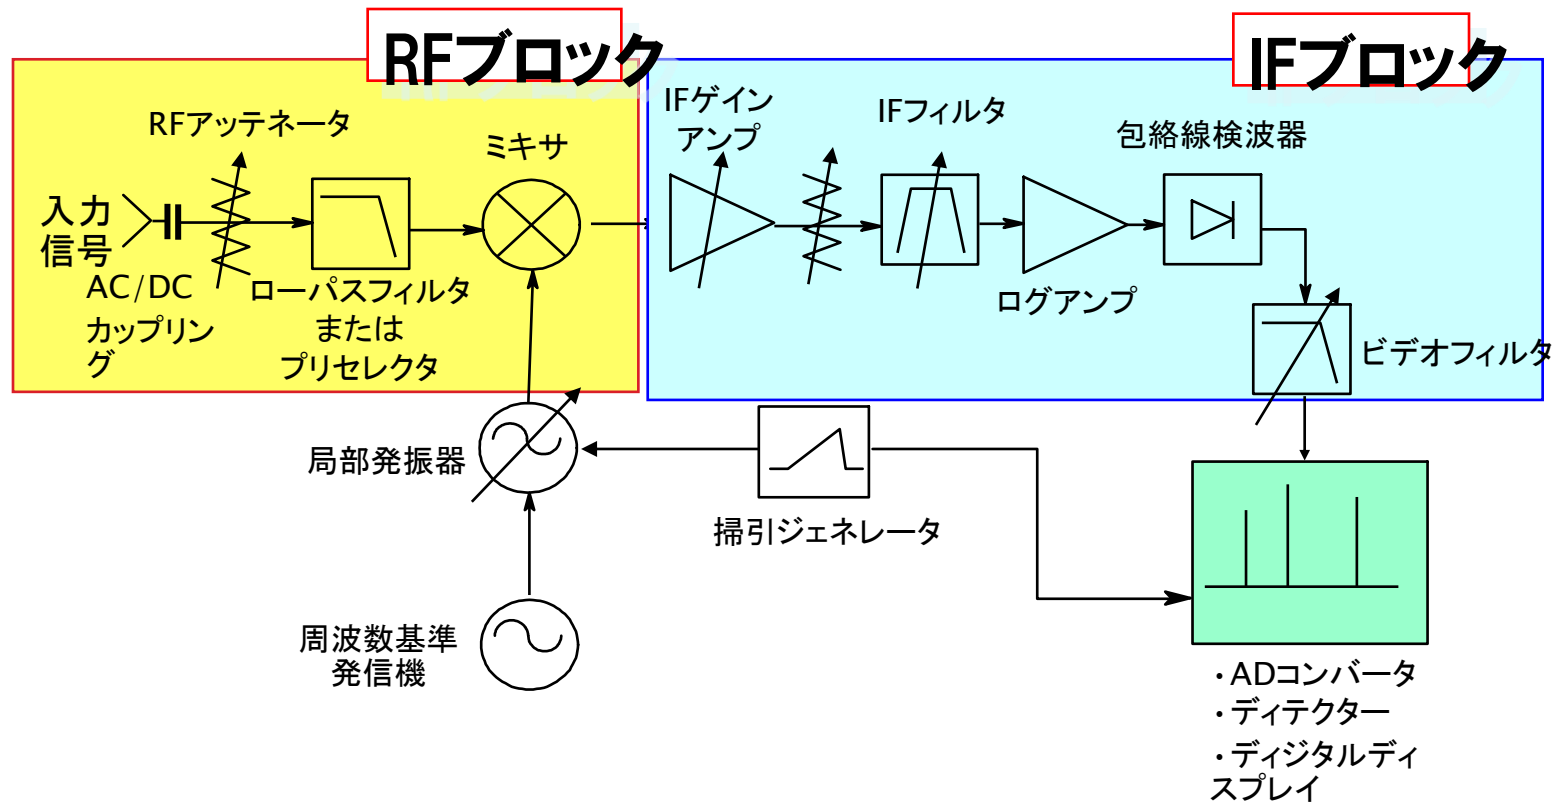 RFブロック
IFブロック
RFアッテネータ
ミキサ
IFゲイン
アンプ
IFフィルタ
包絡線検波器
入力
信号
AC/DC
カップリン
グ
ローパスフィルタ
または
プリセレクタ
ログアンプ
ビデオフィルタ
局部発振器
掃引ジェネレータ
周波数基準
発信機
・ADコンバータ
・ディテクター
・ディジタルディ
スプレイ